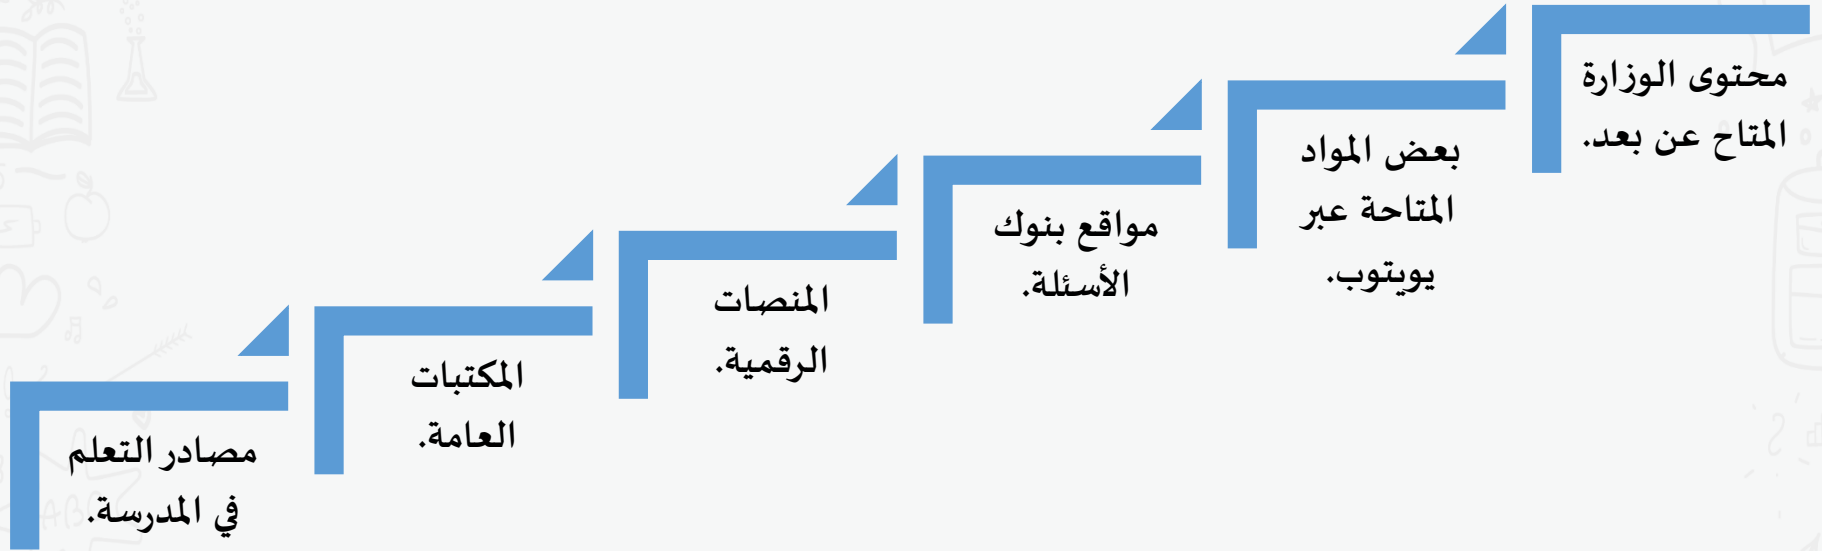 محتوى الوزارة
المتاح عن بعد.
بعض المواد
المتاحة عبر
يويتوب.
مواقع بنوك
الأسئلة.
المنصات
الرقمية.
المكتبات
العامة.
مصادر التعلم
في المدرسة.